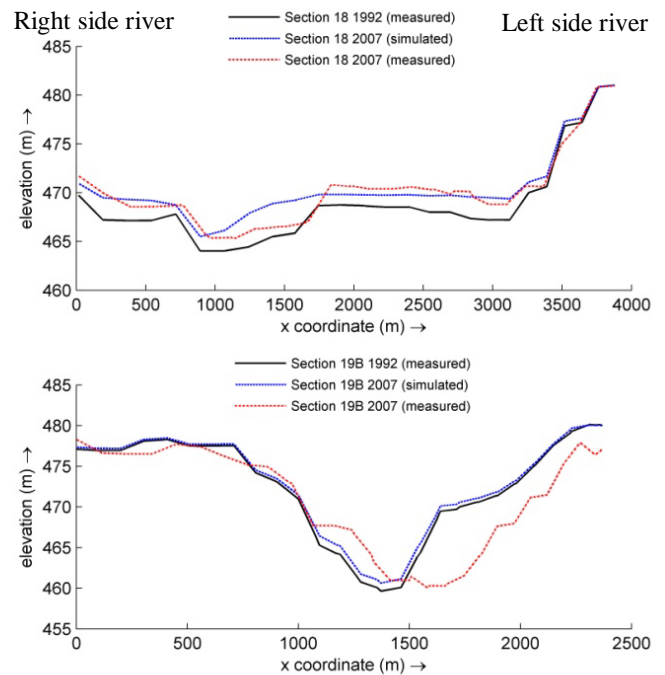 Right side river
Left side river
Section 18 1992 (measured)
Section 18 2007 (simulated)
Section 18 2007 (measured)
485
480
475
470
465
460
elevation (m) →
0 500 1000 1500 2000 2500 3000 3500 4000
x coordinate (m) →
Section 19B 1992 (measured)
Section 19B 2007 (simulated)
Section 19B 2007 (measured)
485
480
475
470
465
460
455
elevation (m) →
0 500 1000 1500 2000 2500
x coordinate (m) →